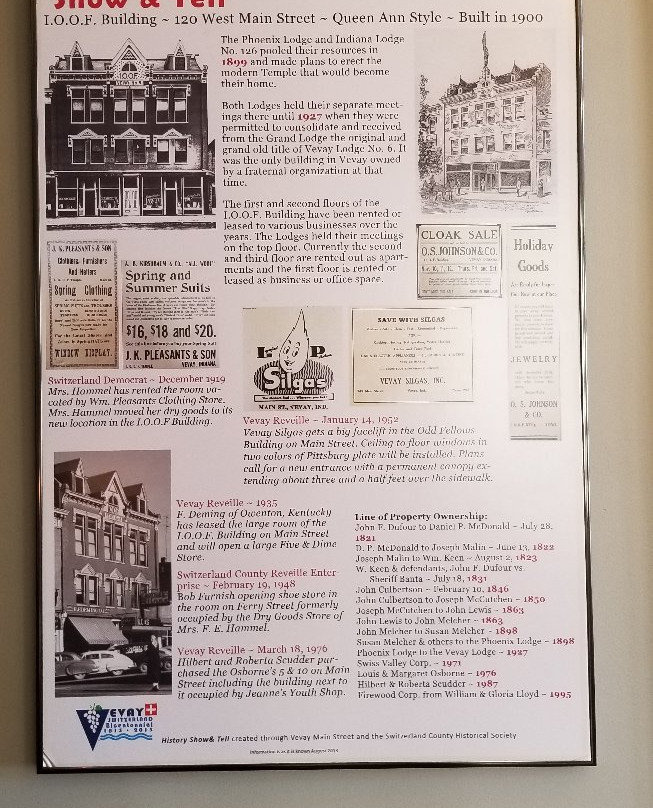 Show & Tell
I.O.O.F. Building ~ 120 West Main Street ~ Queen Ann Style ~ Built in 1900
The Phoenix Lodge and Indiana Lodge
No. 126 pooled their resources in
1899 and made plans to erect the
modern Temple that would become
their home.
Both Lodges held their separate meet-
ings there until 1927 when they were
permitted to consolidate and received
from the Grand Lodge the original and
grand old title of Vevay Lodge No. 6. It
was the only building in Vevay owned
by a fraternal organization at that
time.
The first and second floors of the
I.O.O.F. Building have been rented or
leased to various businesses over the
years. The Lodges held their meetings
on the top floor. Currently the second
and third floor are rented out as apart-
ments and the first floor is rented or
leased as business or office space.
J. K. PLEASANTS & SON
Clothiers, Furnishers
And Hatters
Spring Clothing
WINDOW DISPLAY.
Spring and
Summer Suits
$16, $18 and $20.
J. K. PLEASANTS & SON
VEVAY INDIANA
CLOAK SALE
O.S. JOHNSON & CO.
Holiday
Goods
JEWELRY
O. S. JOHNSON
& CO.
L P
Silgas
MAIN ST., VEVAY, IND.
SAVE WITH SILGAS
VEVAY SILGAS, INC.
Switzerland Democrat ~ December 1919
Mrs. Hommel has rented the room va-
cated by Wm. Pleasants Clothing Store.
Mrs. Hammel moved her dry goods to its
new location in the I.O.O.F Building.
Vevay Reveille ~ January 14, 1952
Vevay Silgas gets a big facelift in the Odd Fellows
Building on Main Street. Ceiling to floor windows in
two colors of Pittsburg plate will be installed. Plans
call for a new entrance with a permanent canopy ex-
tending about three and a half feet over the sidewalk.
Vevay Reveille ~ 1935
F. Deming of Owenton, Kentucky
has leased the large room of the
I.O.O.F. Building on Main Street
and will open a large Five & Dime
Store.
Switzerland County Reveille Enter
prise ~ February 19, 1948
Bob Furnish opening shoe store in
the room on Ferry Street formerly
occupied by the Dry Goods Store of
Mrs. F. E. Hommel.
Vevay Reveille ~ March 18, 1976
Hilbert and Roberta Scudder pur-
chased the Osborne's 5 & 10 on Main
Street including the building next to
it occupied by Jeanne's Youth Shop.
Line of Property Ownership:
John F. Dufour to Daniel P. McDonald ~ July 28,
1821
D. P. McDonald to Joseph Malin ~ June 13, 1822
Joseph Malin to Wm. Keen ~ August 2, 1823
W. Keen & defendants, John F. Dufour vs.
Sheriff Banta ~ July 18, 1831
John Culbertson ~ February 10, 1846
John Culbertson to Joseph McCutchen ~ 1850
Joseph McCutchen to John Lewis ~ 1863
John Lewis to John Melcher ~ 1863
John Melcher to Susan Melcher ~ 1898
Susan Melcher & others to the Phoenix Lodge ~ 1898
Phoenix Lodge to the Vevay Lodge ~ 1927
Swiss Valley Corp. ~ 1971
Louis & Margaret Osborne ~ 1976
Hilbert & Roberta Scudder ~ 1987
Firewood Corp. from William & Gloria Lloyd ~ 1995
VEVAY
SWITZERLAND
Bicentennial
1813 - 2013
History Show & Tell created through Vevay Main Street and the Switzerland County Historical Society